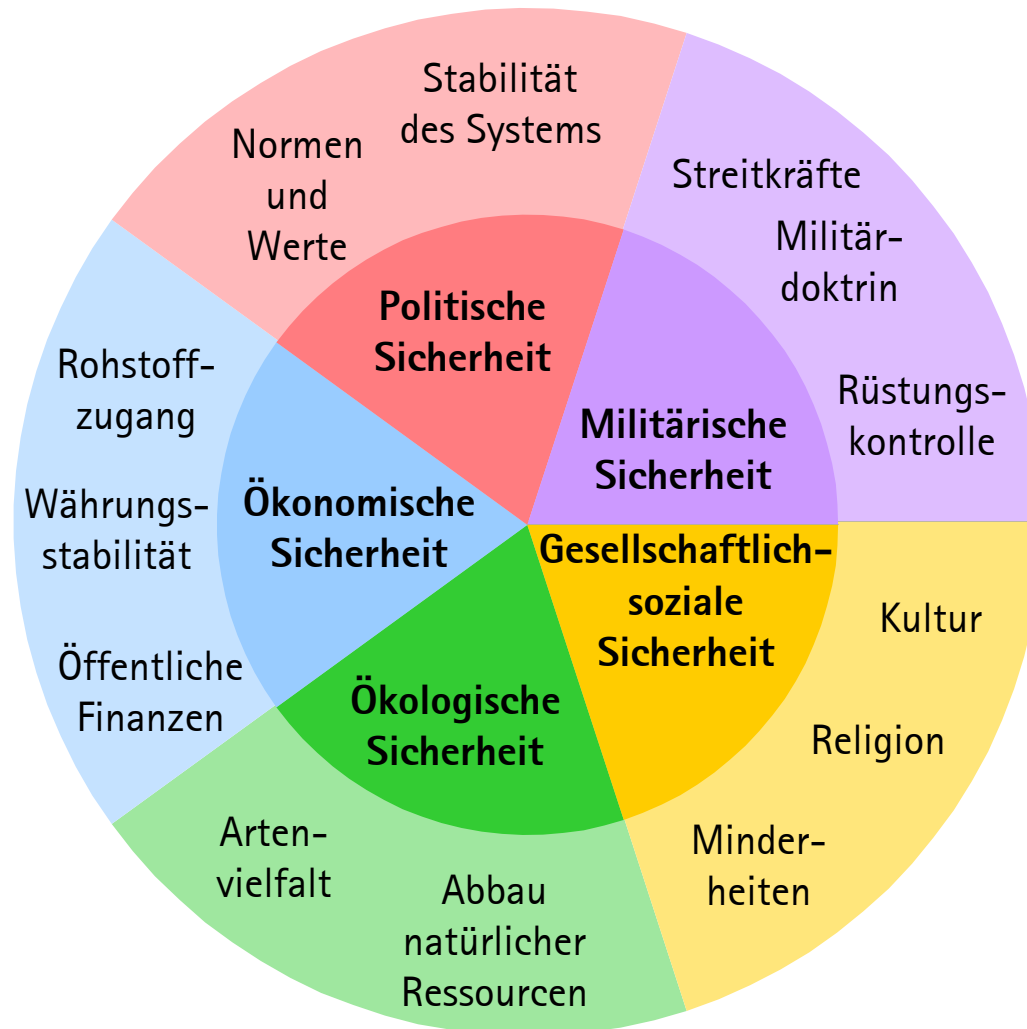 Stabilität
des Systems
Normen
und
Werte
Politische
Sicherheit
Streitkräfte
Militär-
doktrin
Rüstungs-
kontrolle
Militärische
Sicherheit
Rohstoff-
zugang
Währungs-
stabilität
Öffentliche
Finanzen
Ökonomische
Sicherheit
Gesellschaftlich-
soziale
Sicherheit
Kultur
Religion
Minder-
heiten
Ökologische
Sicherheit
Arten-
vielfalt
Abbau
natürlicher
Ressourcen